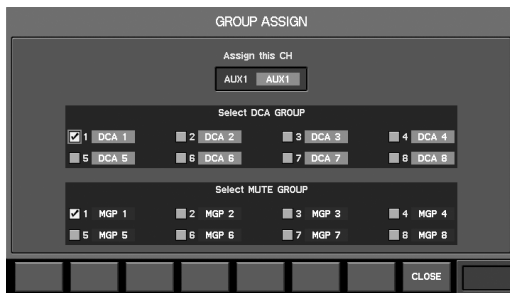 GROUP ASSIGN
Assign this CH
AUX1 AUX1
Select DCA GROUP
1 DCA 1 2 DCA 2 3 DCA 3 4 DCA 4
5 DCA 5 6 DCA 6 7 DCA 7 8 DCA 8
Select MUTE GROUP
1 MGP 1 2 MGP 2 3 MGP 3 4 MGP 4
5 MGP 5 6 MGP 6 7 MGP 7 8 MGP 8
CLOSE